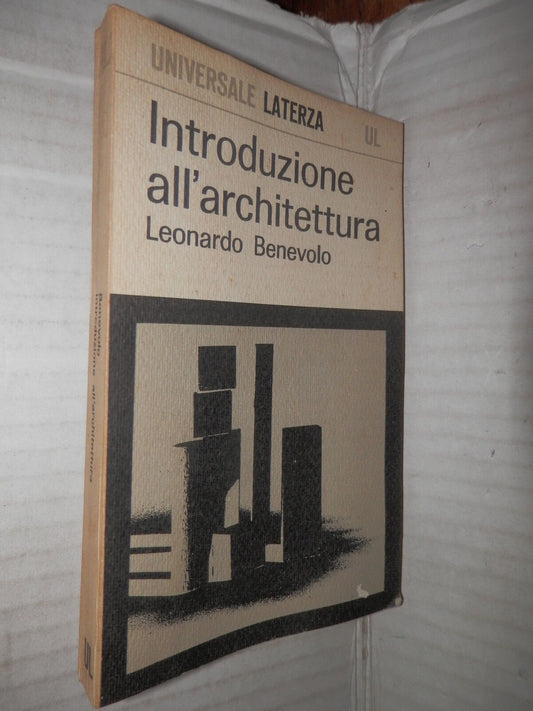 UNIVERSALE LATERZA UL
Introduzione
all'architettura
Leonardo Benevolo
Benevolo
Introduzione all'architettura
UL